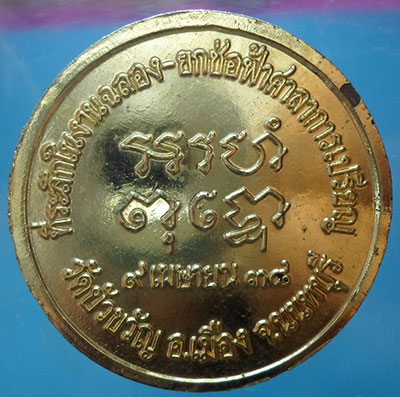 ที่ระลึกในงานฉลอง-ยกช่อฟ้าศาลาการเปรียญ
๙ เมษายน ๓๘
วัดบัวขวัญ อ.เมือง จ.นนทบุรี